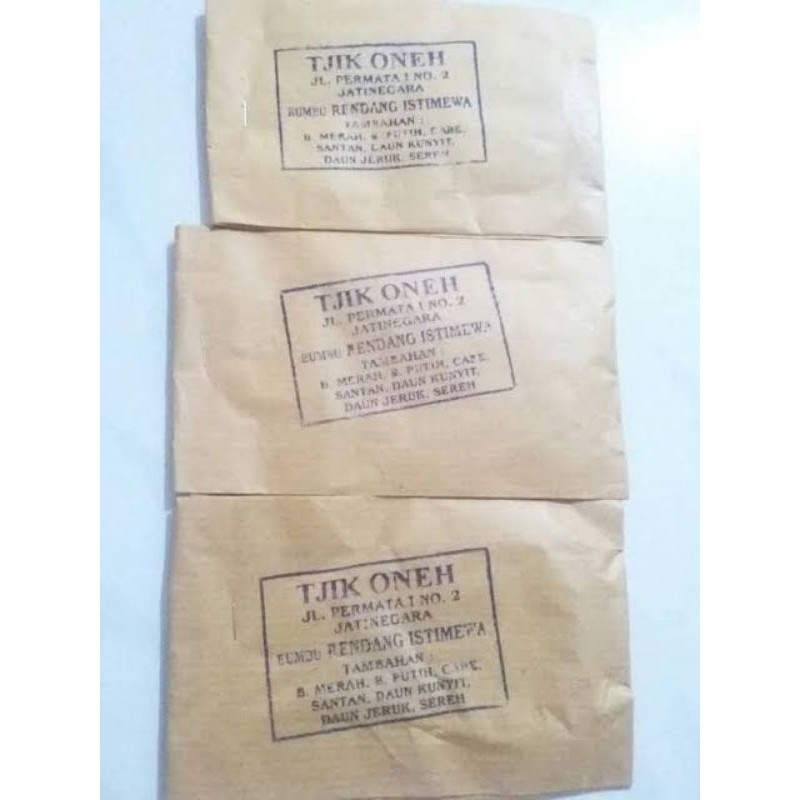 TJIK ONEH
JL. PERMATA I NO. 2
JATINEGARA
BUMBU RENDANG ISTIMEWA
TAMBAHAN :
B. MERAH, B. PUTIH, CABE,
SANTAN, DAUN KUNYIT,
DAUN JERUK, SEREH
TJIK ONEH
JL. PERMATA I NO. 2
JATINEGARA
BUMBU RENDANG ISTIMEWA
TAMBAHAN :
B. MERAH, B. PUTIH, CABE,
SANTAN, DAUN KUNYIT,
DAUN JERUK, SEREH
TJIK ONEH
JL. PERMATA I NO. 2
JATINEGARA
BUMBU RENDANG ISTIMEWA
TAMBAHAN :
B. MERAH, B. PUTIH, CABE,
SANTAN, DAUN KUNYIT,
DAUN JERUK, SEREH